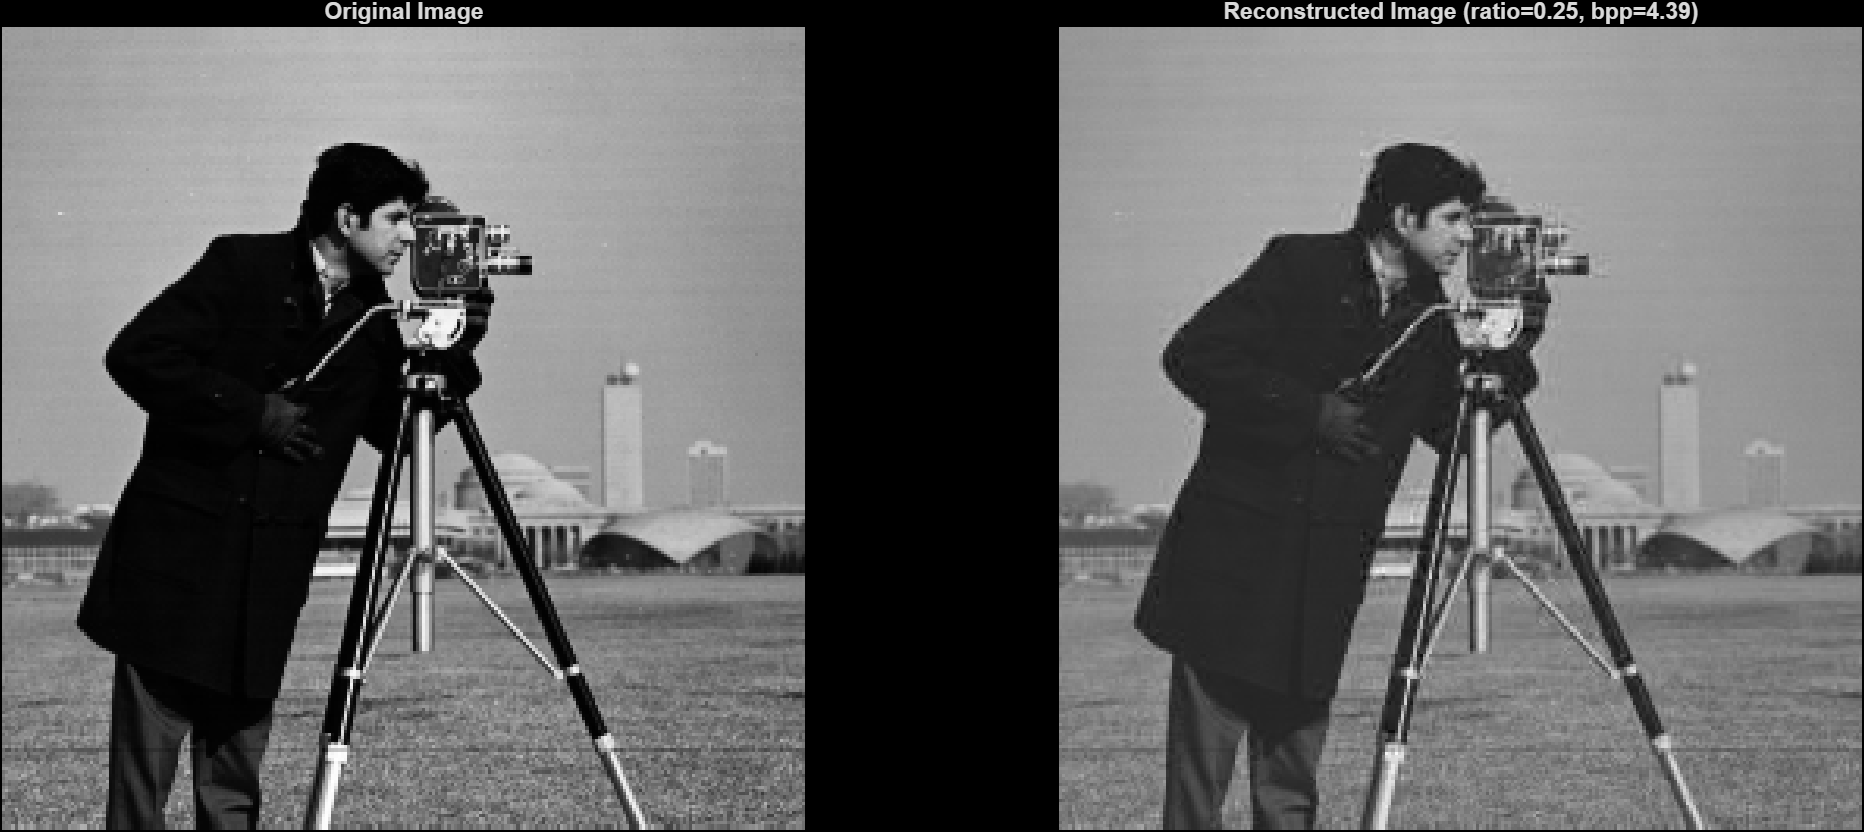 Original Image
Reconstructed Image (ratio=0.25, bpp=4.39)